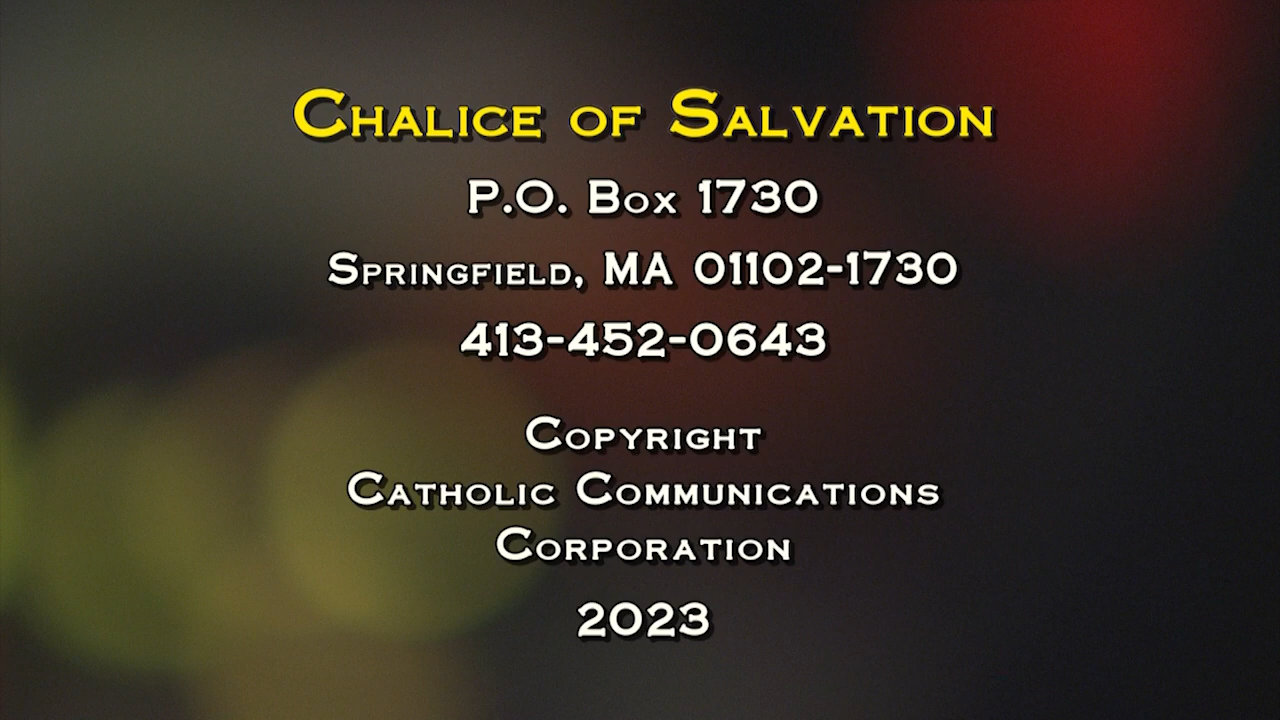 Chalice of Salvation
P.O. Box 1730
Springfield, MA 01102-1730
413-452-0643
Copyright
Catholic Communications
Corporation
2023